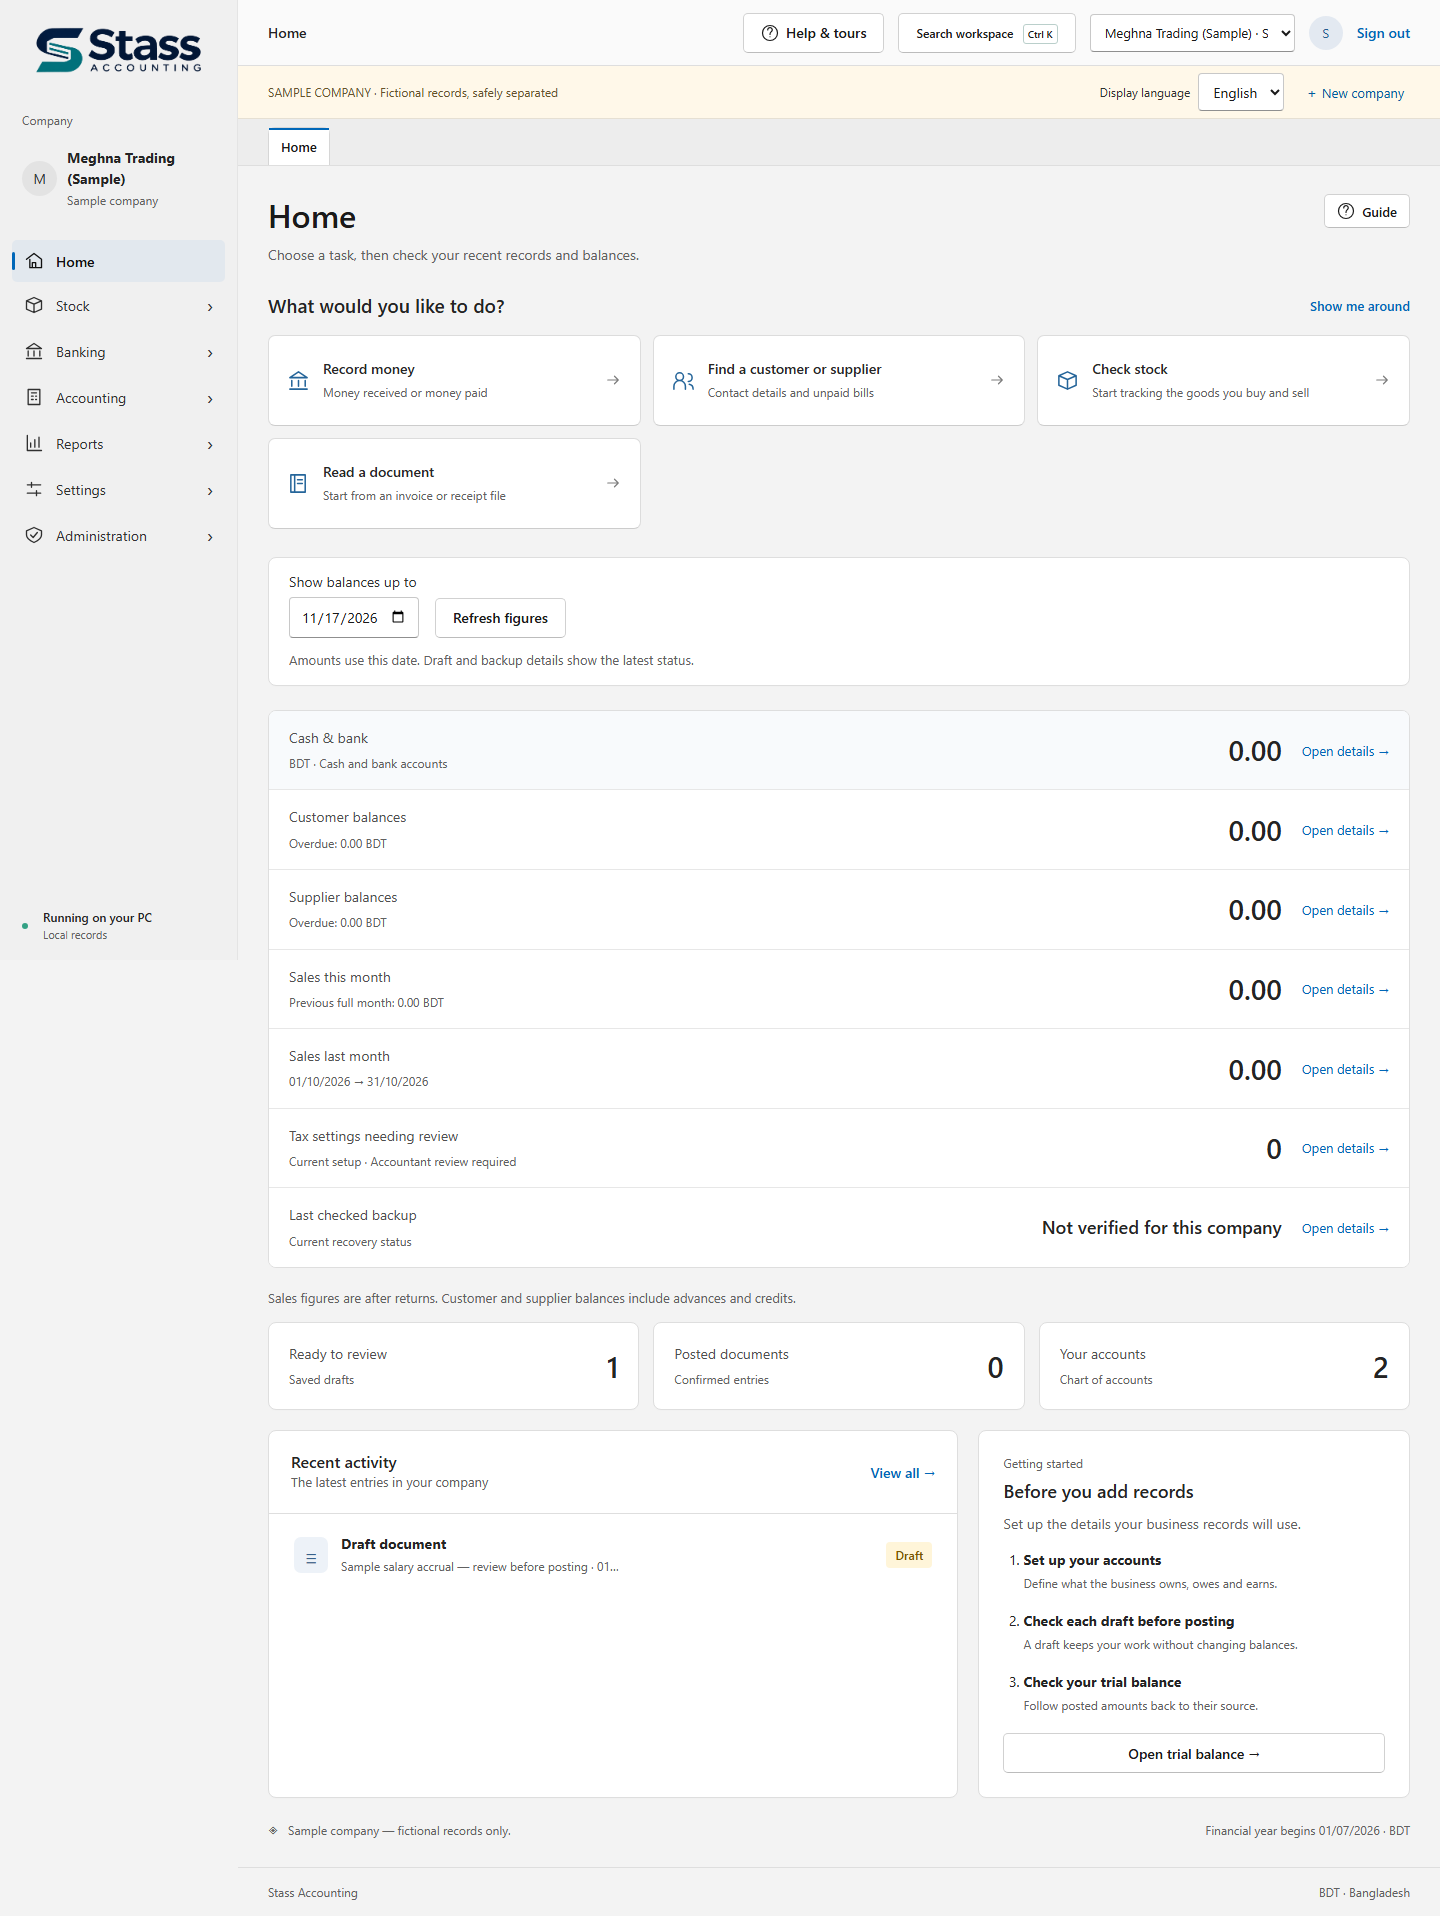 Stass
ACCOUNTING
Company
M
Meghna Trading
(Sample)
Sample company
Home
Stock
Banking
Accounting
Reports
Settings
Administration
Running on your PC
Local records
Home
Help & tours
Search workspace Ctrl K
Meghna Trading (Sample) · S
S
Sign out
SAMPLE COMPANY · Fictional records, safely separated
Display language English
+ New company
Home
Home
Guide
Choose a task, then check your recent records and balances.
What would you like to do?
Show me around
Record money
Money received or money paid
Find a customer or supplier
Contact details and unpaid bills
Check stock
Start tracking the goods you buy and sell
Read a document
Start from an invoice or receipt file
Show balances up to
11/17/2026
Refresh figures
Amounts use this date. Draft and backup details show the latest status.
Cash & bank
BDT · Cash and bank accounts
0.00 Open details →
Customer balances
Overdue: 0.00 BDT
0.00 Open details →
Supplier balances
Overdue: 0.00 BDT
0.00 Open details →
Sales this month
Previous full month: 0.00 BDT
0.00 Open details →
Sales last month
01/10/2026 → 31/10/2026
0.00 Open details →
Tax settings needing review
Current setup · Accountant review required
0 Open details →
Last checked backup
Current recovery status
Not verified for this company Open details →
Sales figures are after returns. Customer and supplier balances include advances and credits.
Ready to review
Saved drafts
1
Posted documents
Confirmed entries
0
Your accounts
Chart of accounts
2
Recent activity
The latest entries in your company
View all →
Draft document
Sample salary accrual — review before posting · 01...
Draft
Getting started
Before you add records
Set up the details your business records will use.
1. Set up your accounts
Define what the business owns, owes and earns.
2. Check each draft before posting
A draft keeps your work without changing balances.
3. Check your trial balance
Follow posted amounts back to their source.
Open trial balance →
Sample company — fictional records only.
Financial year begins 01/07/2026 · BDT
Stass Accounting
BDT · Bangladesh